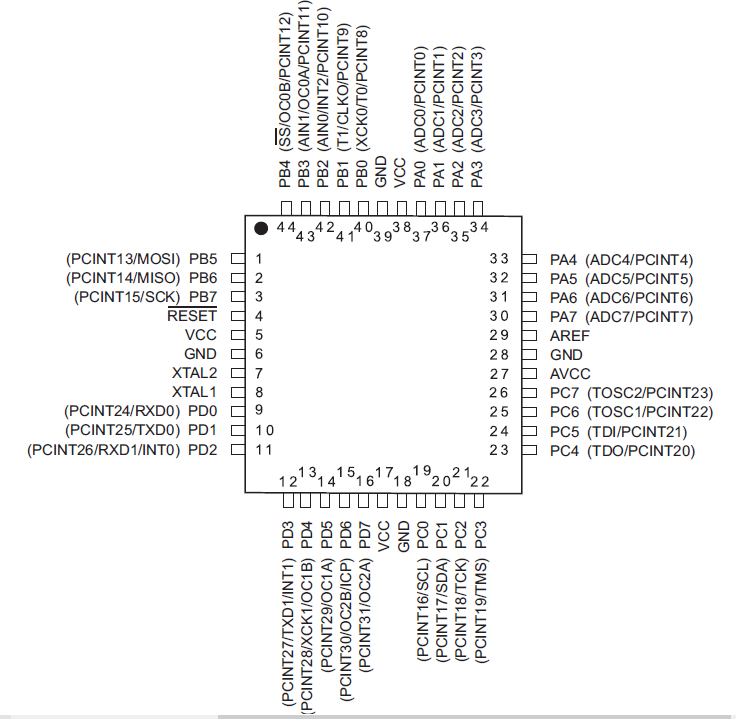 PB4 (SS/OC0B/PCINT12)
PB3 (AIN1/OC0A/PCINT11)
PB2 (AIN0/INT2/PCINT10)
PB1 (T1/CLKO/PCINT9)
PB0 (XCK0/T0/PCINT8)
GND
VCC
PA0 (ADC0/PCINT0)
PA1 (ADC1/PCINT1)
PA2 (ADC2/PCINT2)
PA3 (ADC3/PCINT3)
44 43 42 41 40 39 38 37 36 35 34
(PCINT13/MOSI) PB5 1
(PCINT14/MISO) PB6 2
(PCINT15/SCK) PB7 3
RESET 4
VCC 5
GND 6
XTAL2 7
XTAL1 8
(PCINT24/RXD0) PD0 9
(PCINT25/TXD0) PD1 10
(PCINT26/RXD1/INT0) PD2 11
33 PA4 (ADC4/PCINT4)
32 PA5 (ADC5/PCINT5)
31 PA6 (ADC6/PCINT6)
30 PA7 (ADC7/PCINT7)
29 AREF
28 GND
27 AVCC
26 PC7 (TOSC2/PCINT23)
25 PC6 (TOSC1/PCINT22)
24 PC5 (TDI/PCINT21)
23 PC4 (TDO/PCINT20)
12 13 14 15 16 17 18 19 20 21 22
(PCINT27/TXD1/INT1) PD3
(PCINT28/XCK1/OC1B) PD4
(PCINT29/OC1A) PD5
(PCINT30/OC2B/ICP) PD6
(PCINT31/OC2A) PD7
VCC
GND
(PCINT16/SCL) PC0
(PCINT17/SDA) PC1
(PCINT18/TCK) PC2
(PCINT19/TMS) PC3